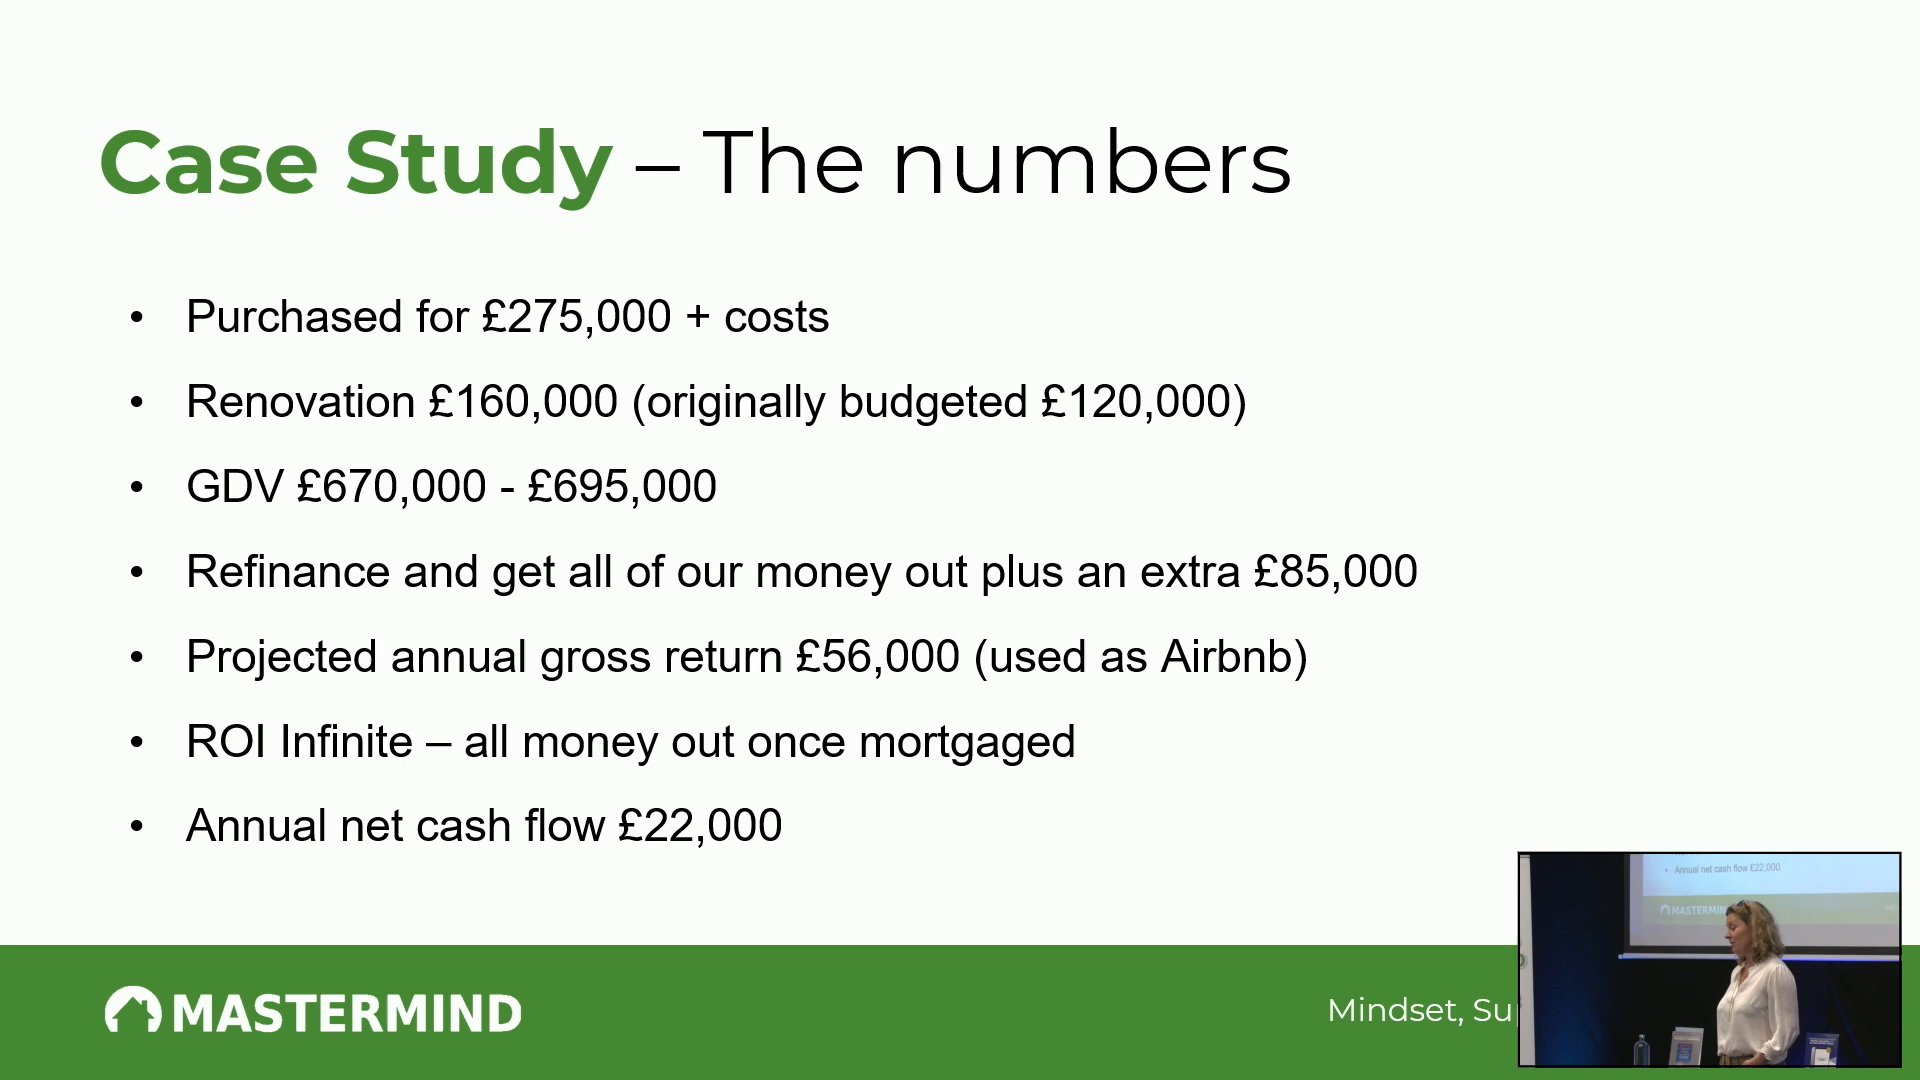 Case Study – The numbers
• Purchased for £275,000 + costs
• Renovation £160,000 (originally budgeted £120,000)
• GDV £670,000 - £695,000
• Refinance and get all of our money out plus an extra £85,000
• Projected annual gross return £56,000 (used as Airbnb)
• ROI Infinite – all money out once mortgaged
• Annual net cash flow £22,000
• Annual net cash flow £22,000
MASTERMIND
MASTERMIND
Mindset,